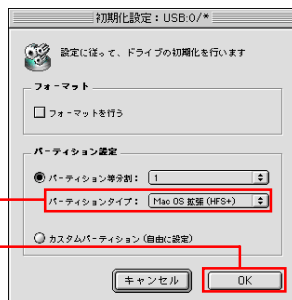 初期化設定：USB:0/*
設定に従って、ドライブの初期化を行います
フォーマット
フォーマットを行う
パーティション設定
パーティション等分割： 1
パーティションタイプ： Mac OS 拡張 (HFS+)
カスタムパーティション (自由に設定)
キャンセル OK